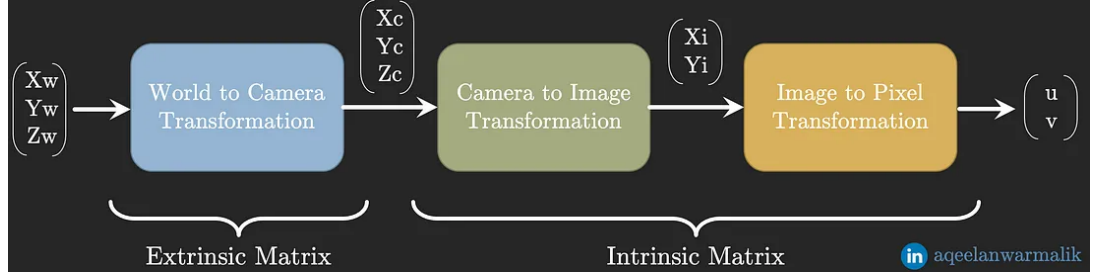 Xw
Yw
Zw
World to Camera
Transformation
Xc
Yc
Zc
Camera to Image
Transformation
Xi
Yi
Image to Pixel
Transformation
u
v
Extrinsic Matrix
Intrinsic Matrix
in aqeelanwarmalik